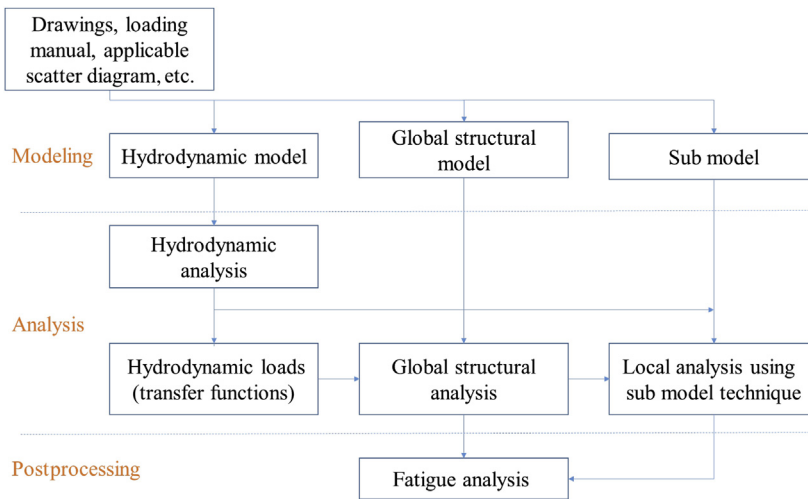 Drawings, loading
manual, applicable
scatter diagram, etc.
Modeling
Hydrodynamic model
Global structural
model
Sub model
Hydrodynamic
analysis
Analysis
Hydrodynamic loads
(transfer functions)
Global structural
analysis
Local analysis using
sub model technique
Postprocessing
Fatigue analysis